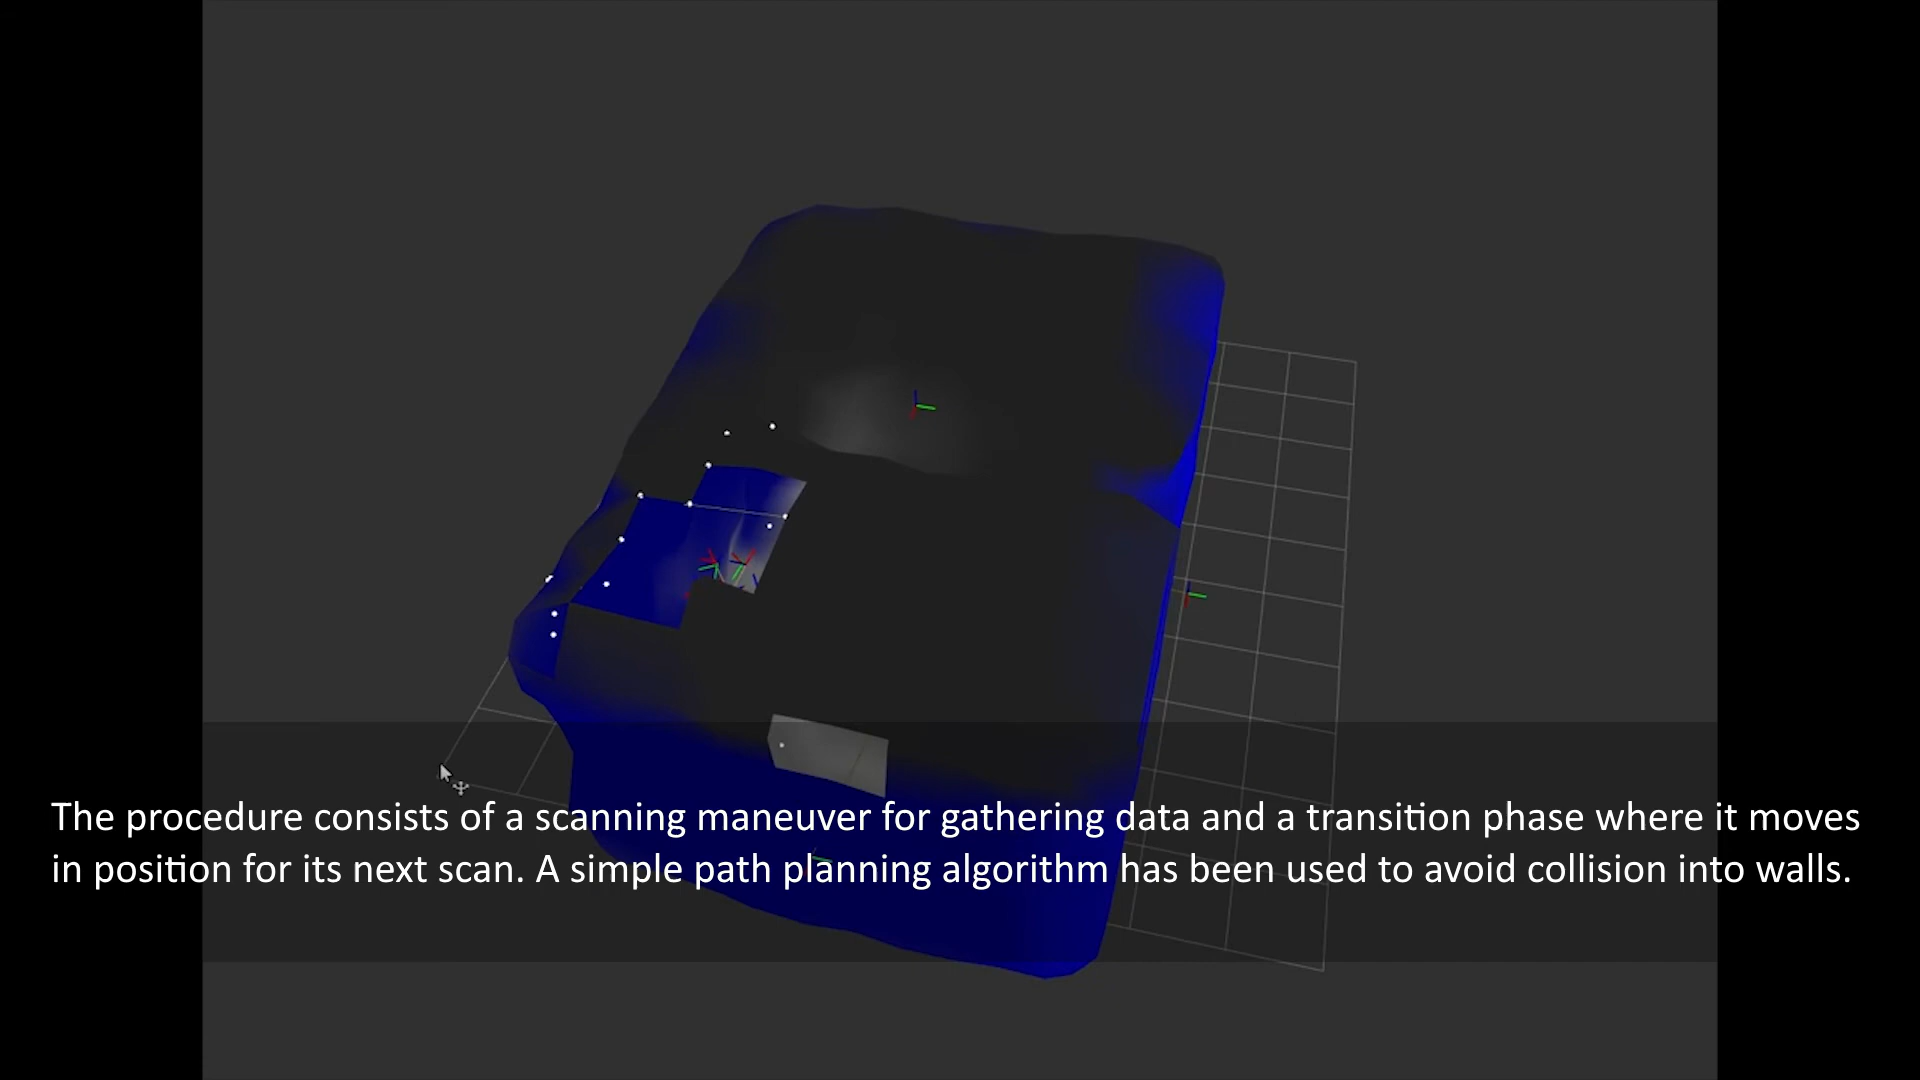 The procedure consists of a scanning maneuver for gathering data and a transition phase where it moves
in position for its next scan. A simple path planning algorithm has been used to avoid collision into walls.